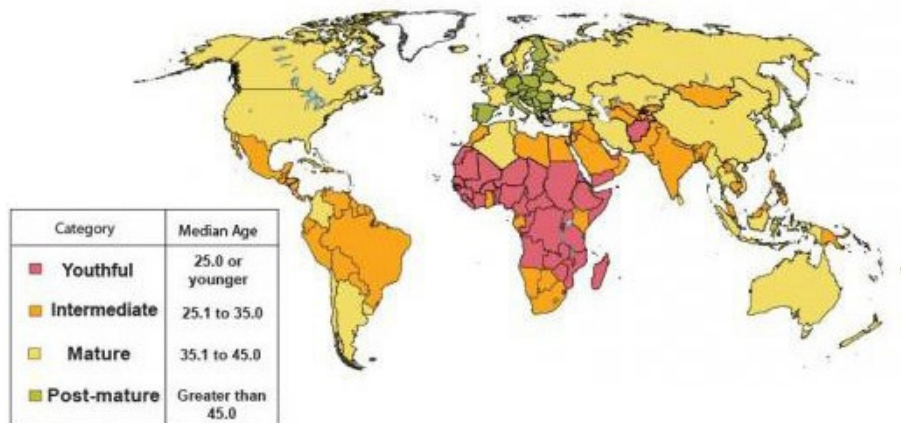 Category Median Age
Youthful 25.0 or
younger
Intermediate 25.1 to 35.0
Mature 35.1 to 45.0
Post-mature Greater than
45.0